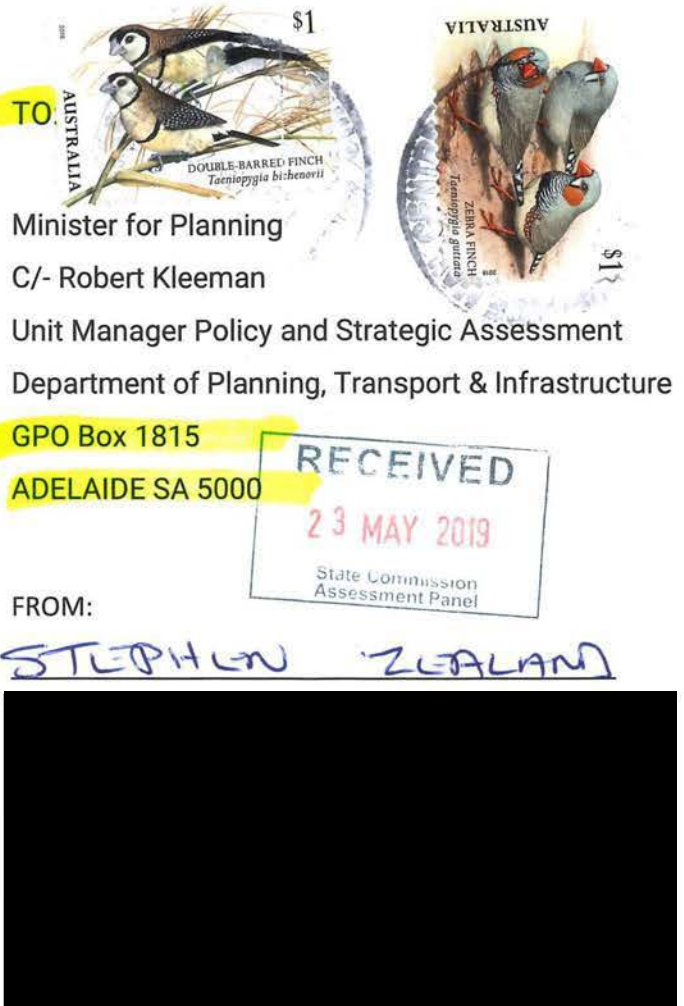 2018
$1
AUSTRALIA
DOUBLE-BARRED FINCH
Taeniopygia bichenovii
AUSTRALIA
ZEBRA FINCH
Taeniopygia guttata
2018
$1
TO:
Minister for Planning
C/- Robert Kleeman
Unit Manager Policy and Strategic Assessment
Department of Planning, Transport & Infrastructure
GPO Box 1815
ADELAIDE SA 5000
RECEIVED
23 MAY 2019
State Commission
Assessment Panel
FROM:
STEPHEN ZEALAND